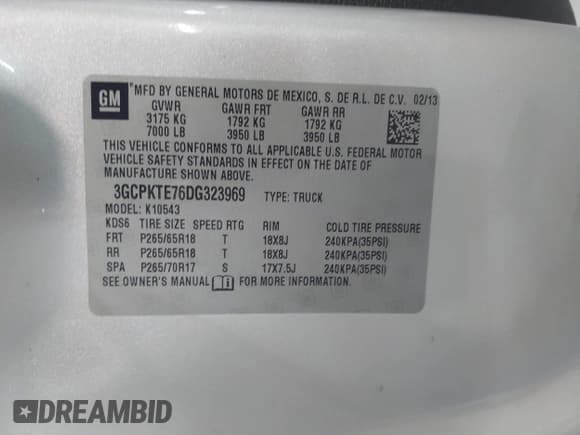 GM
*MFD BY GENERAL MOTORS DE MEXICO, S. DE R.L. DE C.V. 02/13
GVWR GAWR FRT GAWR RR
3175 KG 1792 KG 1792 KG
7000 LB 3950 LB 3950 LB
THIS VEHICLE CONFORMS TO ALL APPLICABLE U.S. FEDERAL MOTOR
VEHICLE SAFETY STANDARDS IN EFFECT ON THE DATE OF
MANUFACTURE SHOWN ABOVE.
3GCPKTE76DG323969 TYPE: TRUCK
MODEL: K10543
KDS6 TIRE SIZE SPEED RTG RIM COLD TIRE PRESSURE
FRT P265/65R18 T 18X8J 240KPA(35PSI)
RR P265/65R18 T 18X8J 240KPA(35PSI)
SPA P265/70R17 S 17X7.5J 240KPA(35PSI)
SEE OWNER'S MANUAL FOR MORE INFORMATION.
DREAMBID